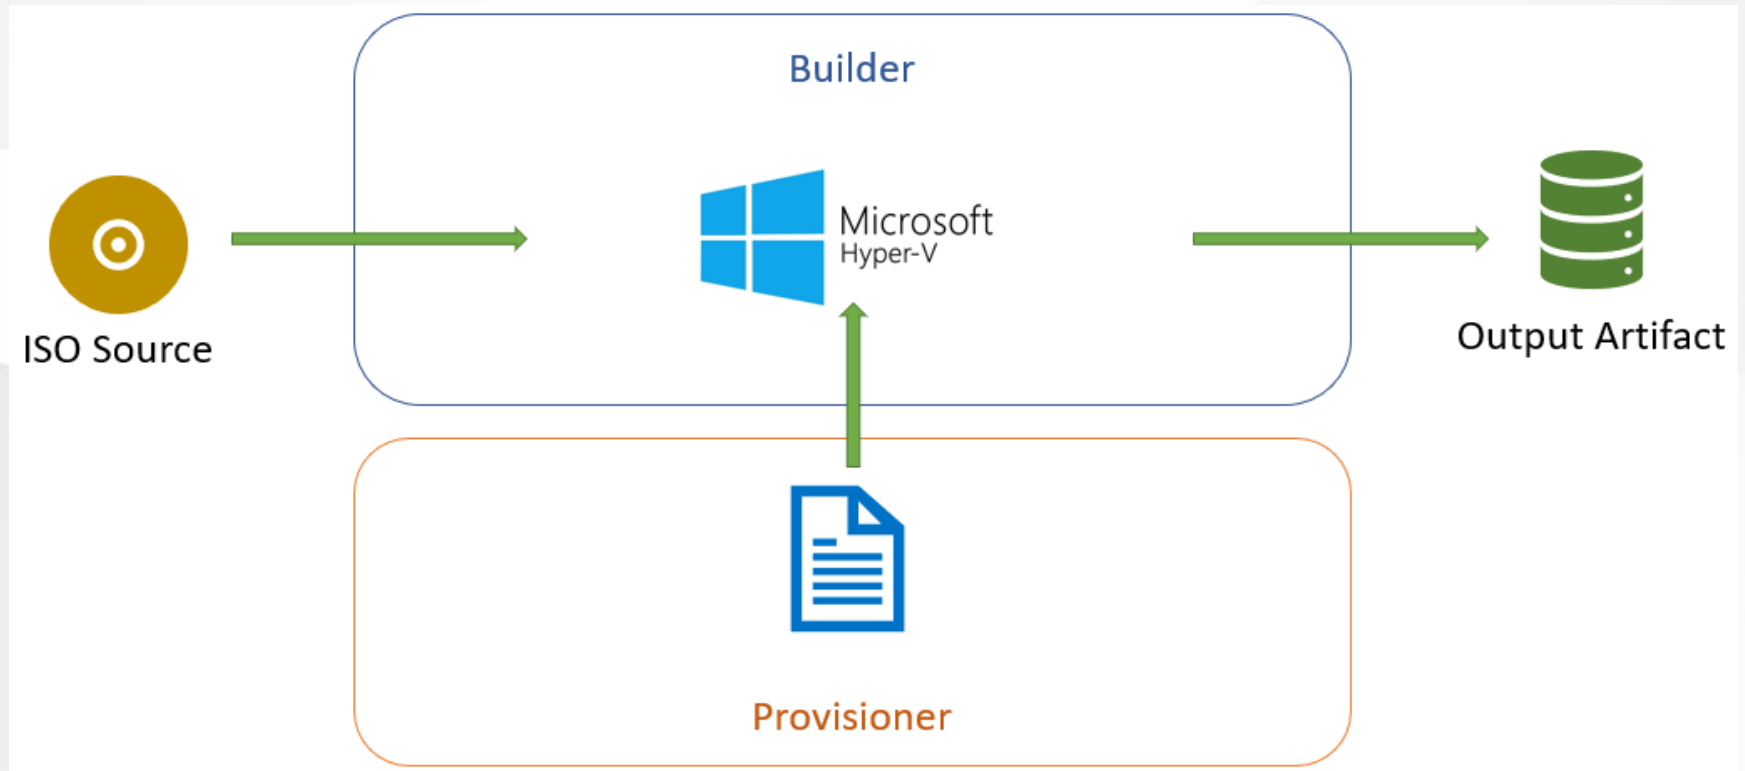 Builder
Microsoft
Hyper-V
ISO Source
Output Artifact
Provisioner